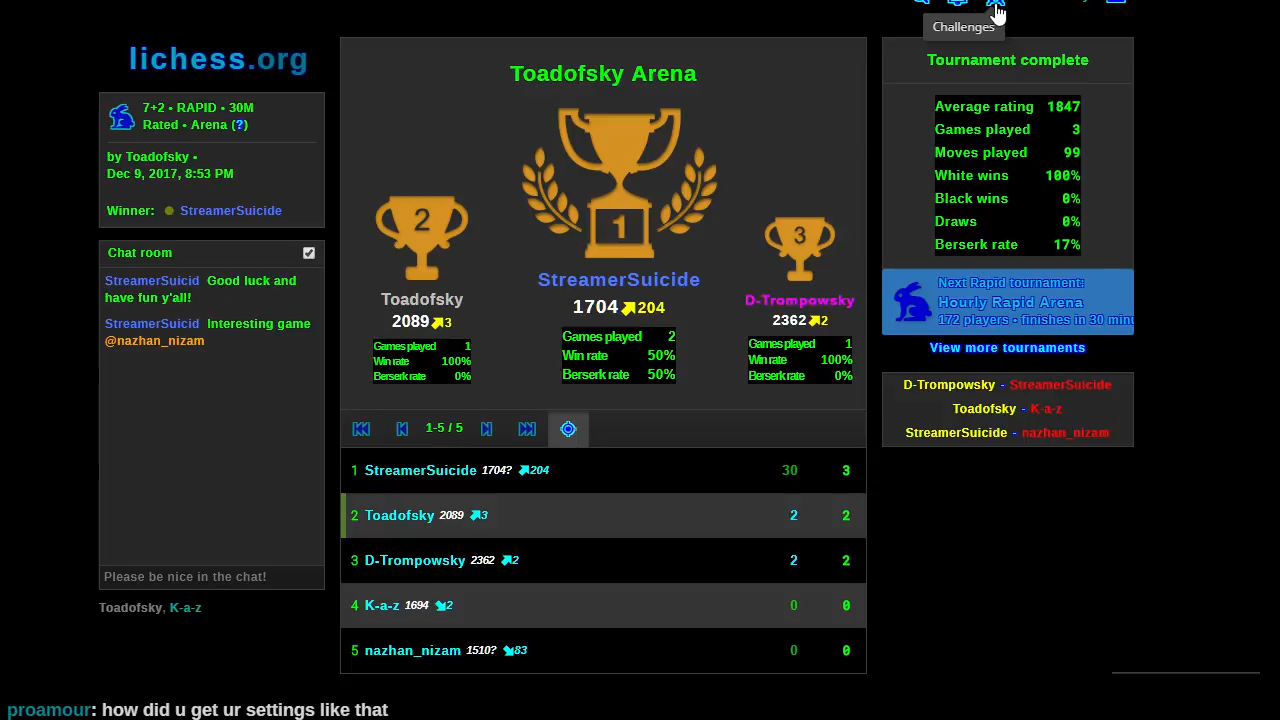 Challenges
lichess.org
7+2 • RAPID • 30M
Rated • Arena (?)
by Toadofsky •
Dec 9, 2017, 8:53 PM
Winner: StreamerSuicide
Chat room
StreamerSuicid Good luck and
have fun y'all!
StreamerSuicid Interesting game
@nazhan_nizam
Please be nice in the chat!
Toadofsky, K-a-z
Toadofsky Arena
2
Toadofsky
2089 3
Games played 1
Win rate 100%
Berserk rate 0%
1
StreamerSuicide
1704 204
Games played 2
Win rate 50%
Berserk rate 50%
3
D-Trompowsky
2362 2
Games played 1
Win rate 100%
Berserk rate 0%
1-5 / 5
1 StreamerSuicide 1704? 204 30 3
2 Toadofsky 2089 3 2 2
3 D-Trompowsky 2362 2 2 2
4 K-a-z 1694 2 0 0
5 nazhan_nizam 1510? 83 0 0
Tournament complete
Average rating 1847
Games played 3
Moves played 99
White wins 100%
Black wins 0%
Draws 0%
Berserk rate 17%
Next Rapid tournament:
Hourly Rapid Arena
172 players • finishes in 30 minu
View more tournaments
D-Trompowsky - StreamerSuicide
Toadofsky - K-a-z
StreamerSuicide - nazhan_nizam
proamour: how did u get ur settings like that